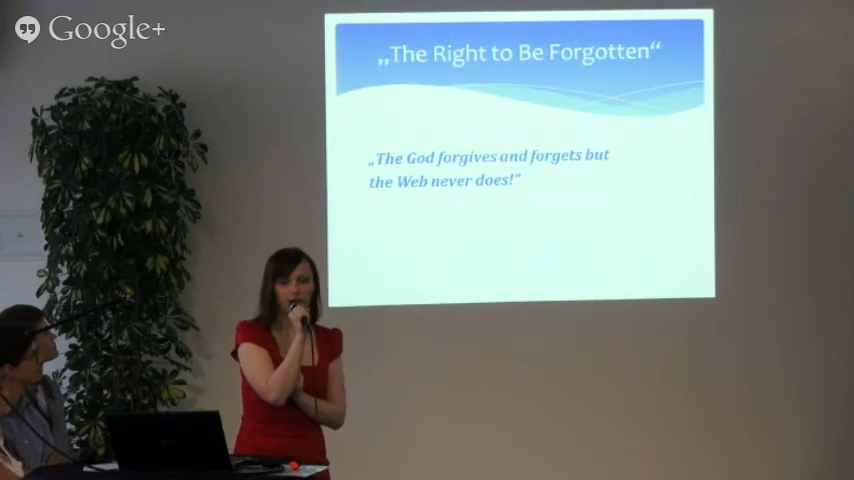 Google+
„The Right to Be Forgotten“
„The God forgives and forgets but
the Web never does!“